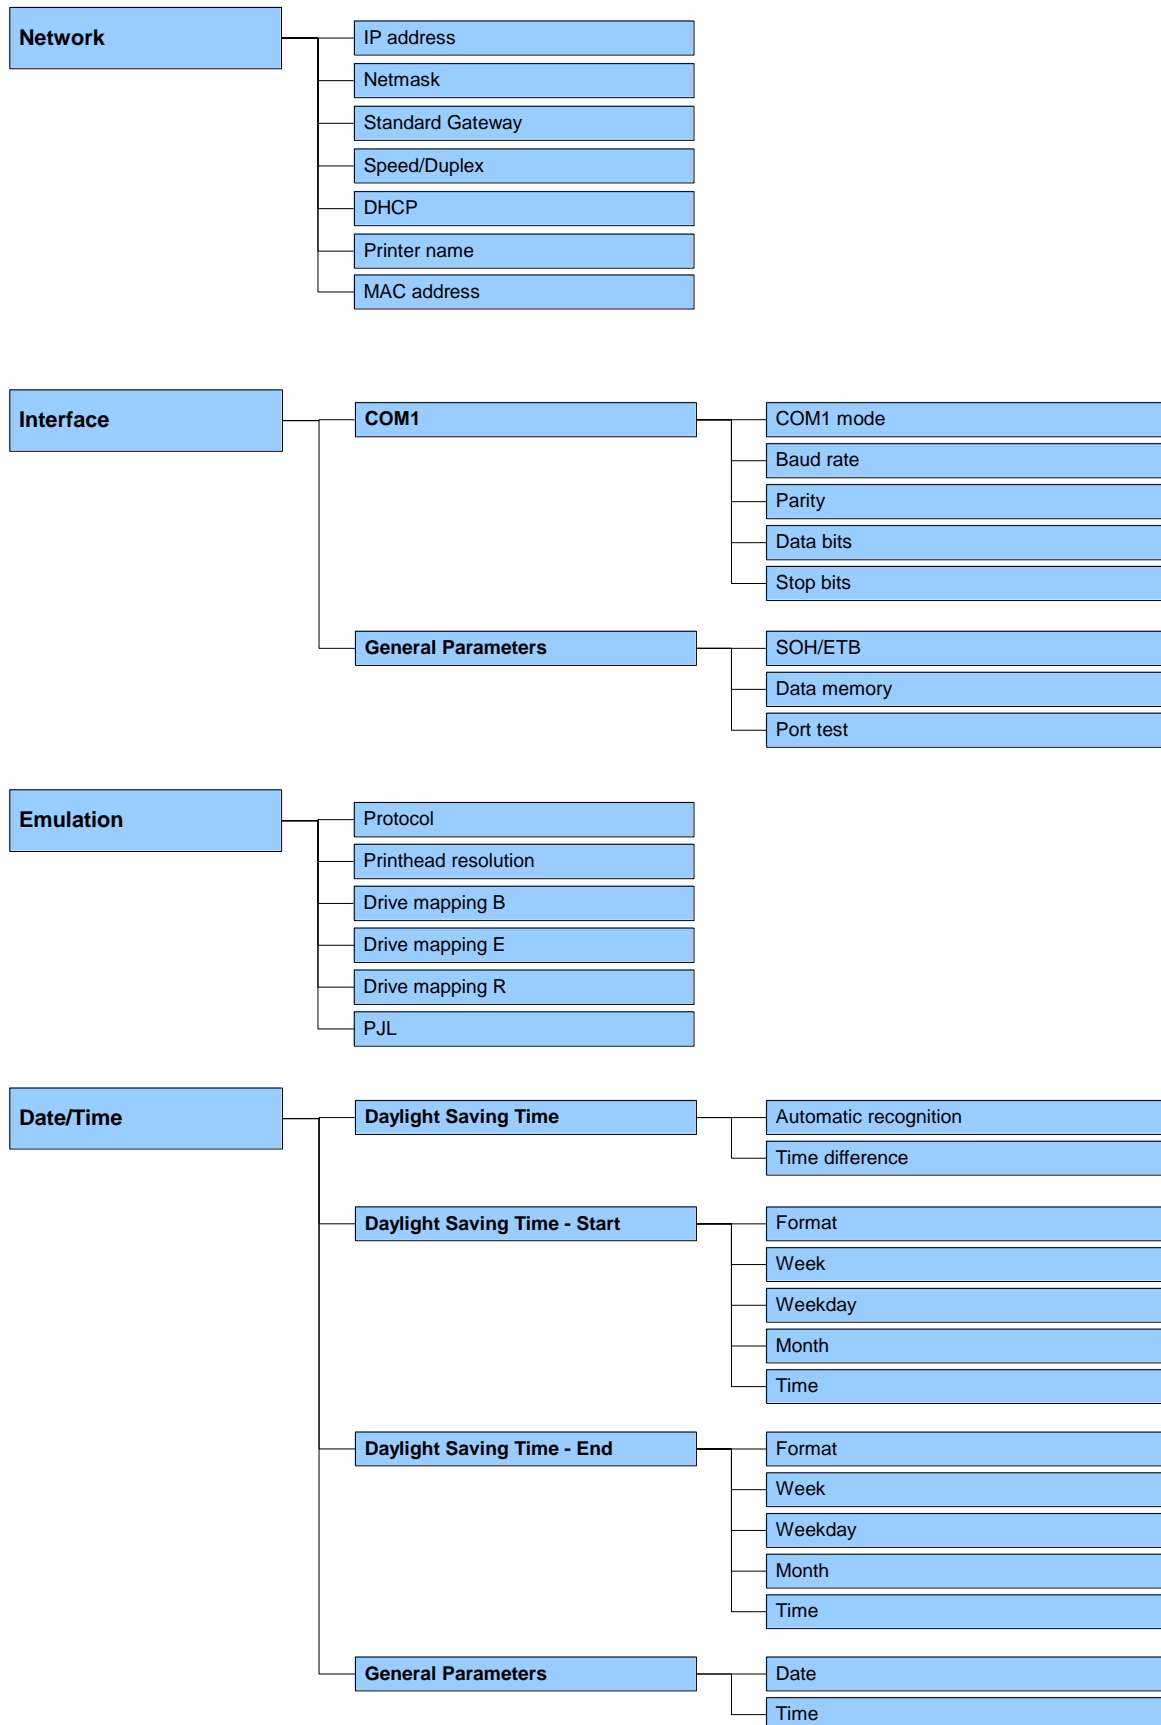 Network
IP address
Netmask
Standard Gateway
Speed/Duplex
DHCP
Printer name
MAC address
Interface
COM1
COM1 mode
Baud rate
Parity
Data bits
Stop bits
General Parameters
SOH/ETB
Data memory
Port test
Emulation
Protocol
Printhead resolution
Drive mapping B
Drive mapping E
Drive mapping R
PJL
Date/Time
Daylight Saving Time
Automatic recognition
Time difference
Daylight Saving Time - Start
Format
Week
Weekday
Month
Time
Daylight Saving Time - End
Format
Week
Weekday
Month
Time
General Parameters
Date
Time